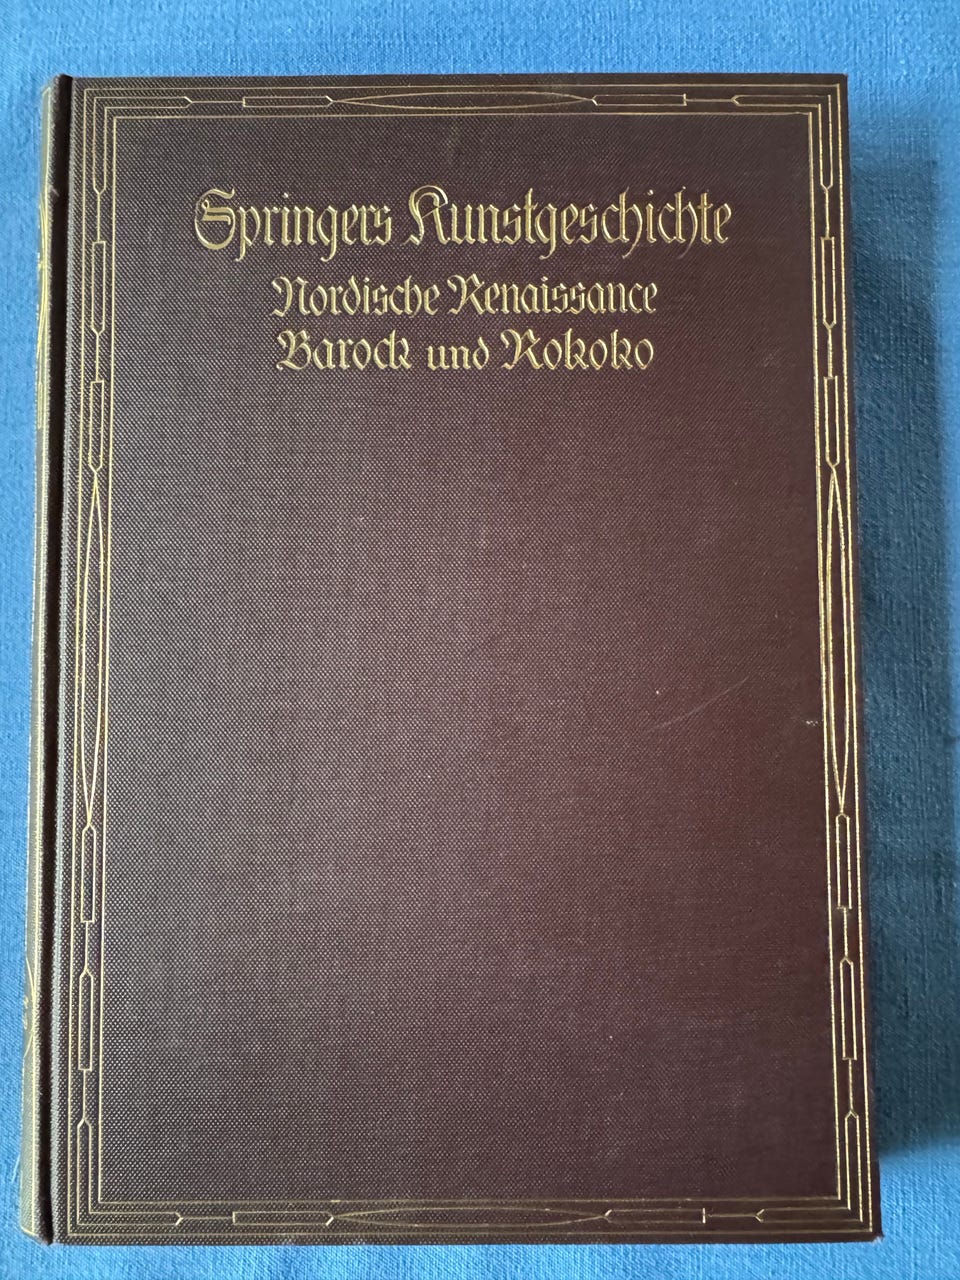 Springers Kunstgeschichte
Nordische Renaissance
Barock und Rokoko